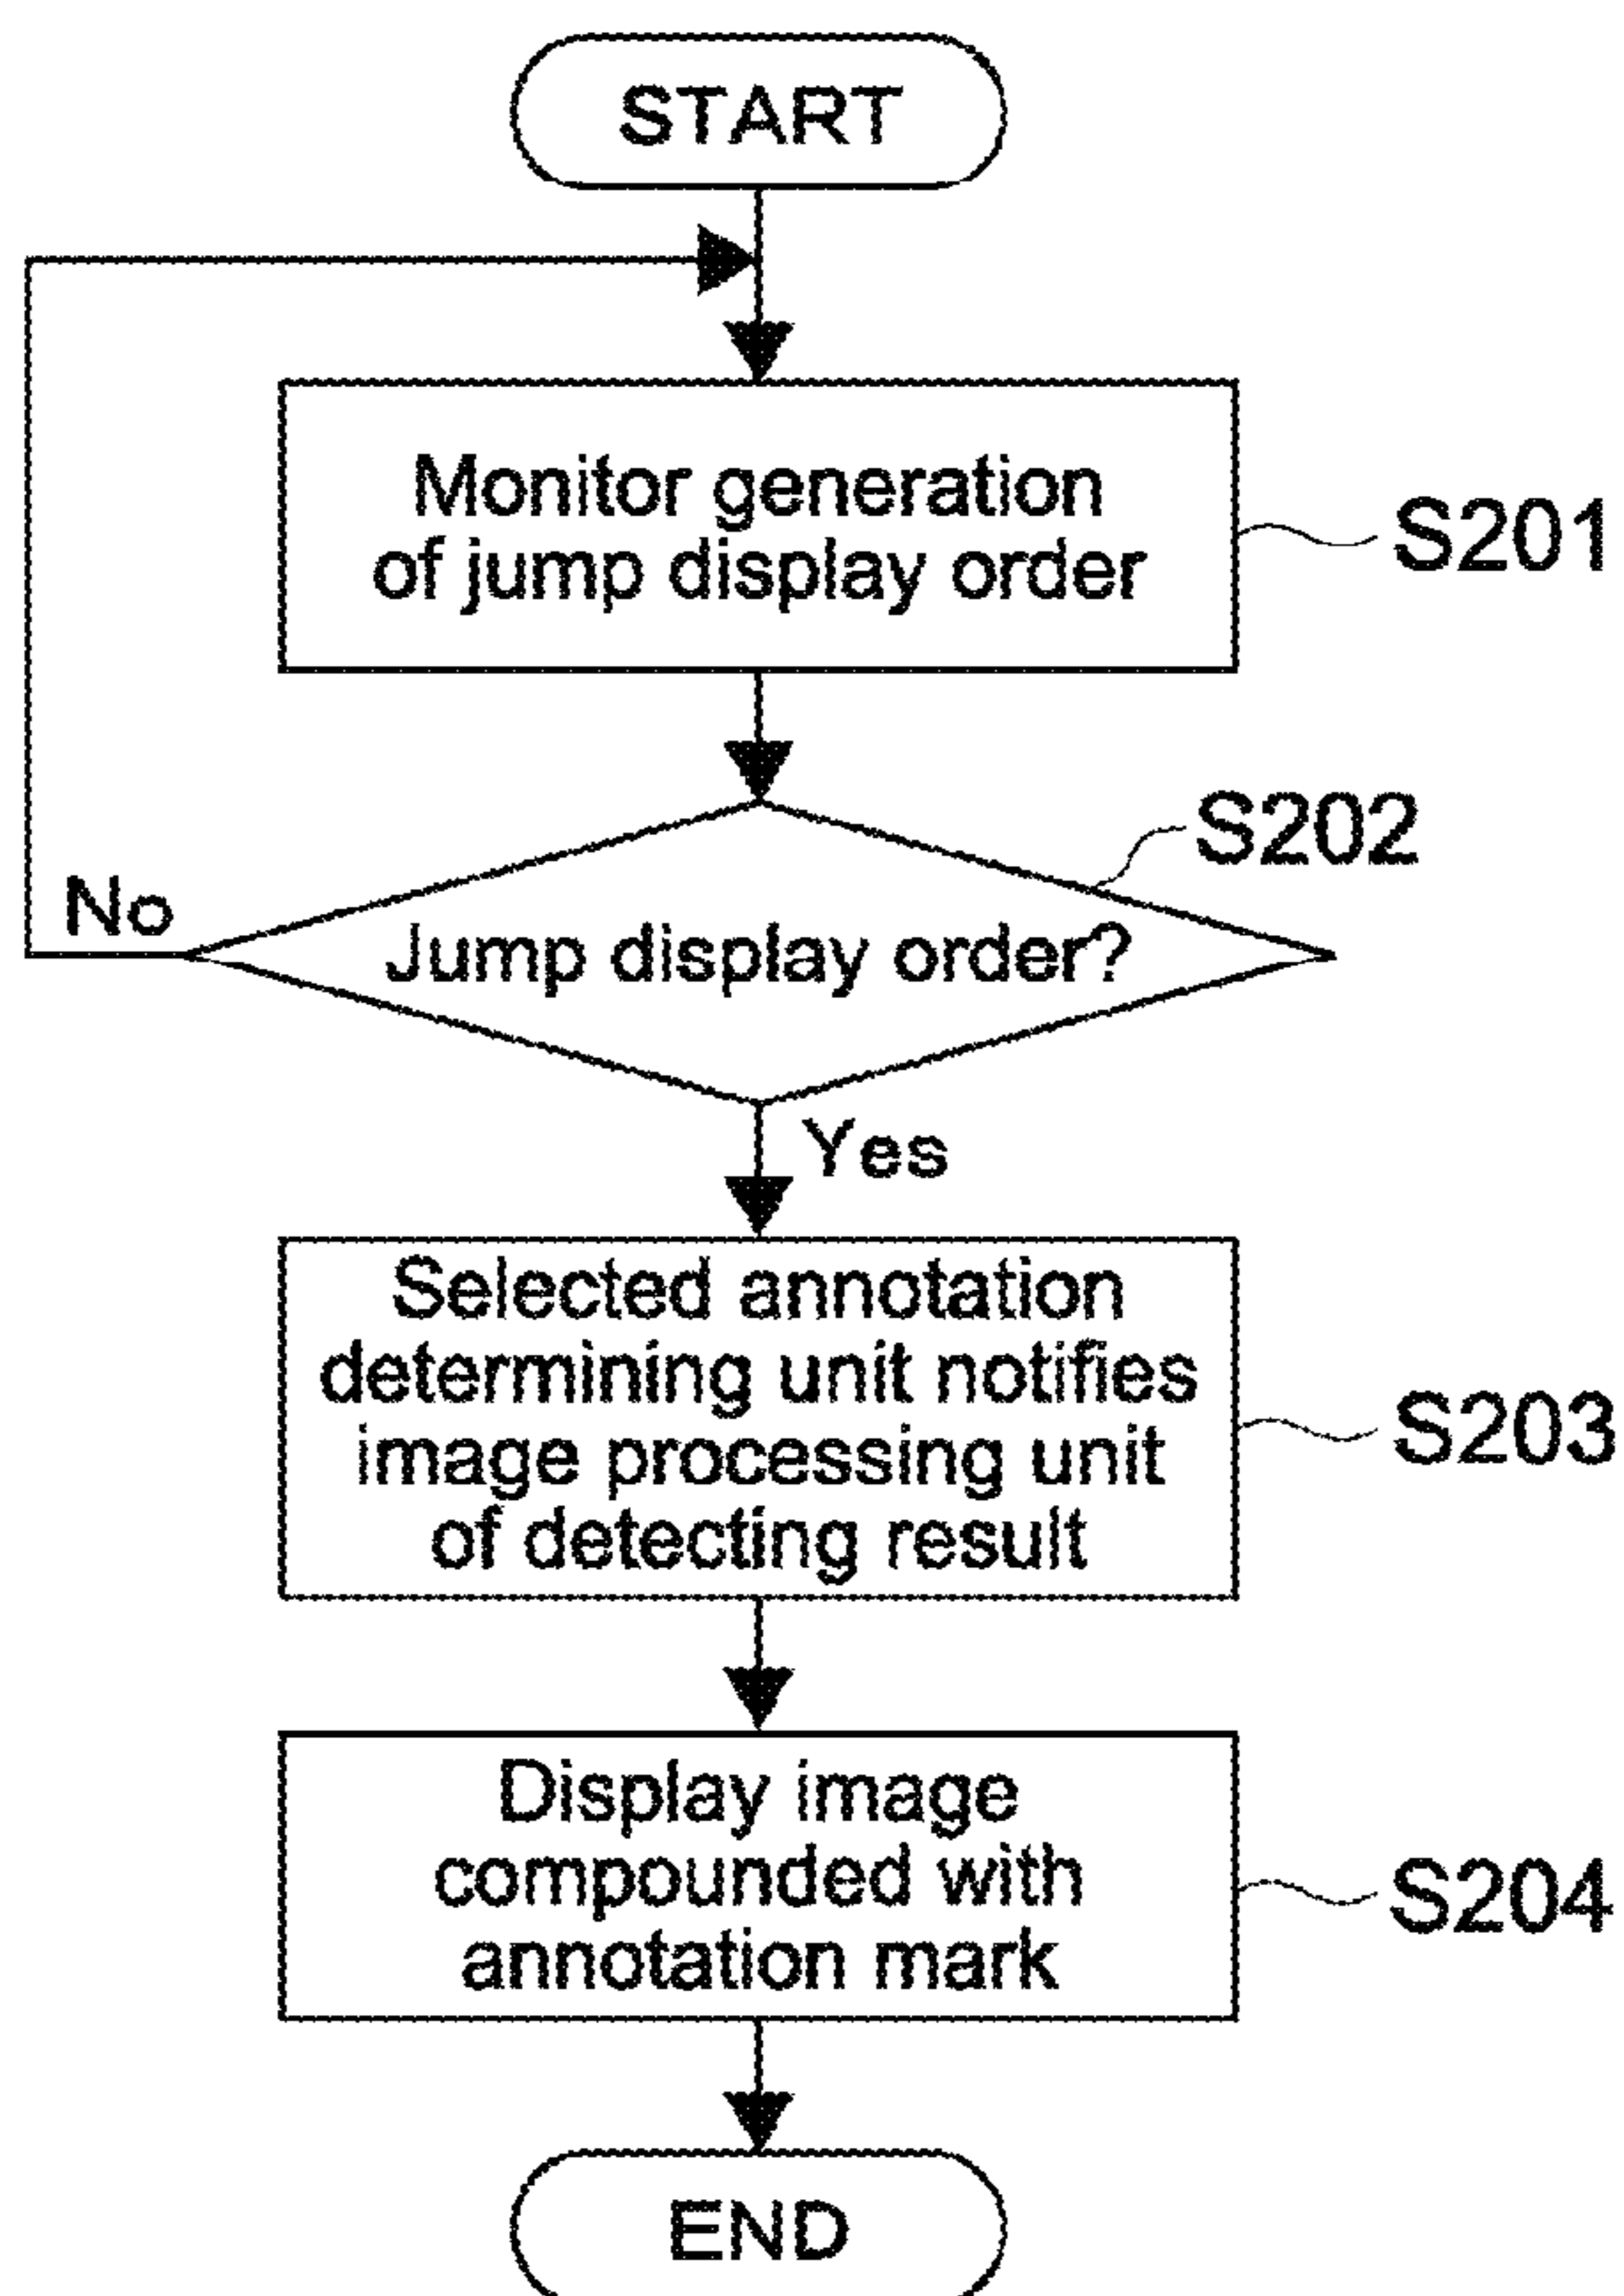 START
Monitor generation
of jump display order
S201
S202
No
Jump display order?
Yes
Selected annotation
determining unit notifies
image processing unit
of detecting result
S203
Display image
compounded with
annotation mark
S204
END